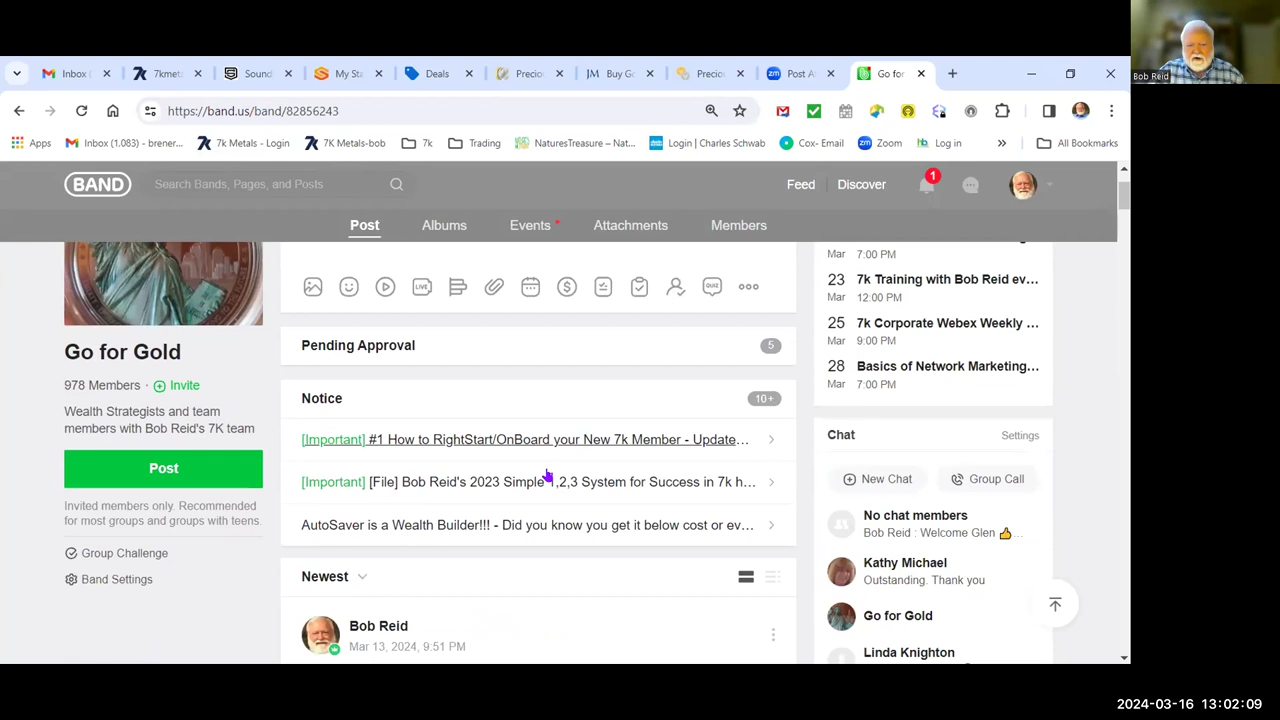 Inbox (
7kmet
Sound
My St
Deals
Precio
JM Buy G
Precio
Post A
Go for
https://band.us/band/82856243
Apps
Inbox (1,083) - brener...
7k Metals - Login
7K Metals-bob
7k
Trading
NaturesTreasure – Nat...
Login | Charles Schwab
Cox- Email
Zoom
Log in
»
All Bookmarks
Bob Reid
BAND
Search Bands, Pages, and Posts
Feed
Discover
1
Post
Albums
Events
Attachments
Members
LIVE
QUIZ
Go for Gold
978 Members · Invite
Wealth Strategists and team
members with Bob Reid's 7K team
Post
Invited members only. Recommended
for most groups and groups with teens.
Group Challenge
Band Settings
Pending Approval
5
Notice
10+
[Important] #1 How to RightStart/OnBoard your New 7k Member - Update...
[Important] [File] Bob Reid's 2023 Simple 1,2,3 System for Success in 7k h...
AutoSaver is a Wealth Builder!!! - Did you know you get it below cost or ev...
Newest
Bob Reid
Mar 13, 2024, 9:51 PM
Mar 7:00 PM
23 7k Training with Bob Reid ev...
Mar 12:00 PM
25 7k Corporate Webex Weekly ...
Mar 9:00 PM
28 Basics of Network Marketing...
Mar 7:00 PM
Chat
Settings
New Chat
Group Call
No chat members
Bob Reid : Welcome Glen 👍...
Kathy Michael
Outstanding. Thank you
Go for Gold
Linda Knighton
2024-03-16 13:02:09